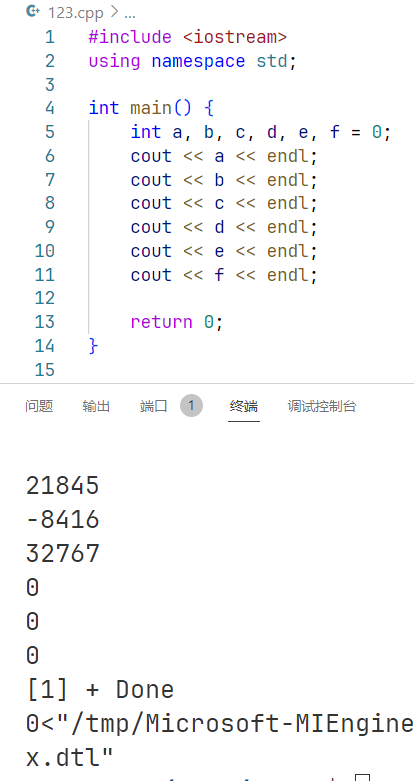 123.cpp > ...
1 #include <iostream>
2 using namespace std;
3
4 int main() {
5     int a, b, c, d, e, f = 0;
6     cout << a << endl;
7     cout << b << endl;
8     cout << c << endl;
9     cout << d << endl;
10     cout << e << endl;
11     cout << f << endl;
12
13     return 0;
14 }
15
问题 输出 端口 1 终端 调试控制台
21845
-8416
32767
0
0
0
[1] + Done
0<"/tmp/Microsoft-MIEngine
x.dtl"